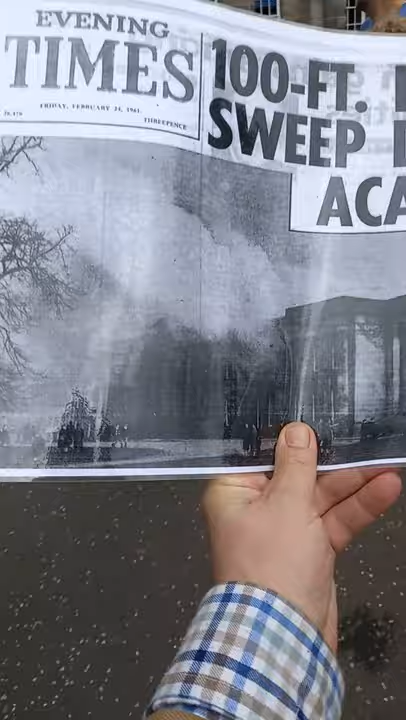 EVENING
TIMES
FRIDAY, FEBRUARY 24, 1961.
THREEPENCE
100-FT.
SWEEP
ACA